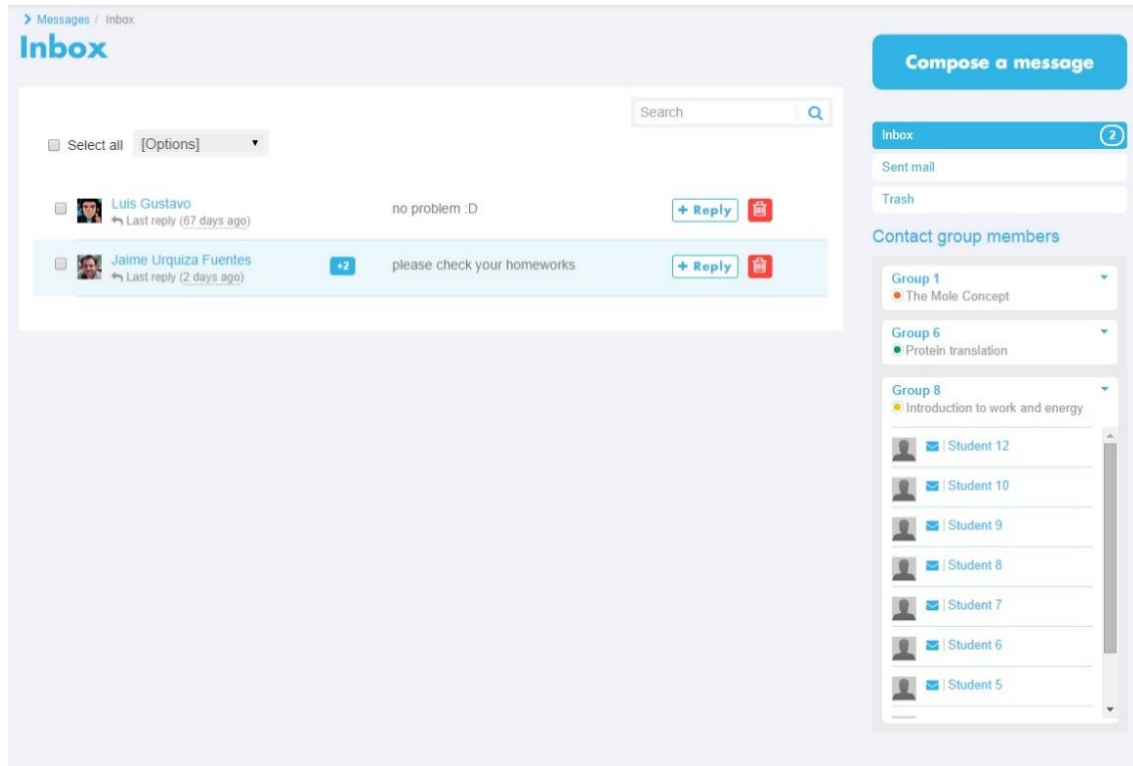 Messages / Inbox
Inbox
Compose a message
Search
Select all [Options]
Luis Gustavo
Last reply (67 days ago)
no problem :D
+ Reply
Jaime Urquiza Fuentes
Last reply (2 days ago)
+2
please check your homeworks
+ Reply
Inbox 2
Sent mail
Trash
Contact group members
Group 1
The Mole Concept
Group 6
Protein translation
Group 8
Introduction to work and energy
Student 12
Student 10
Student 9
Student 8
Student 7
Student 6
Student 5